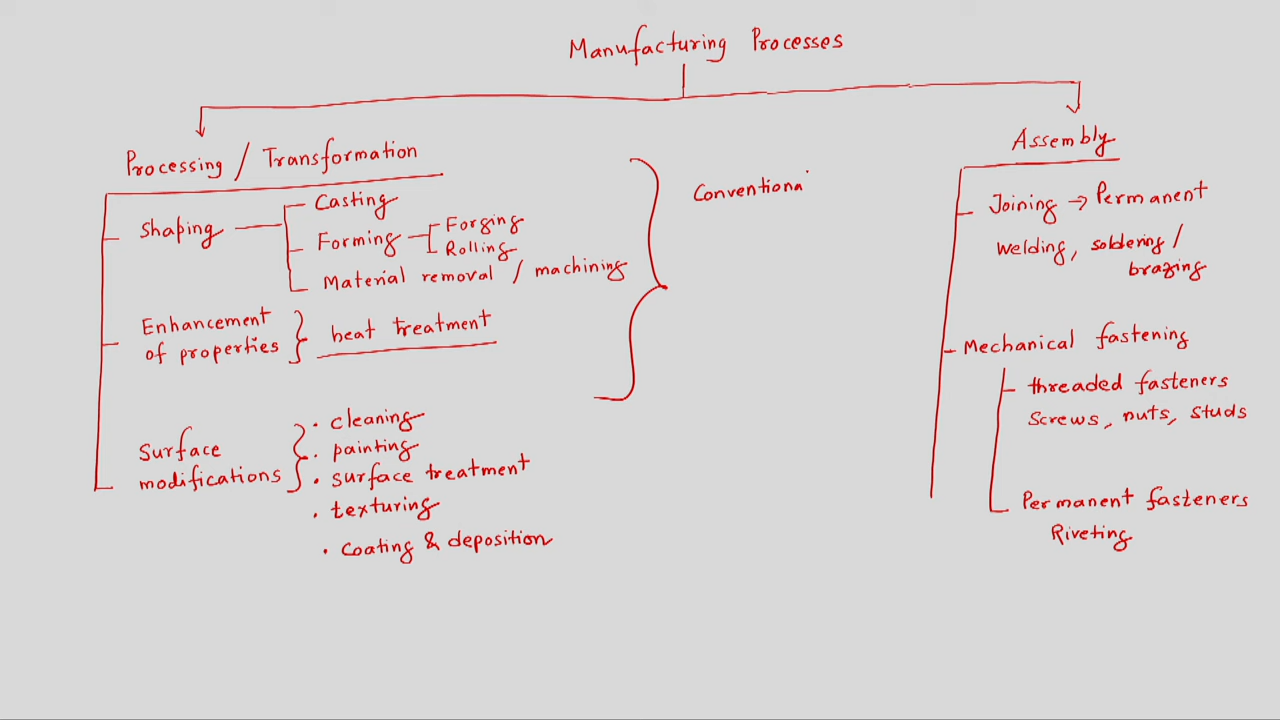 Manufacturing Processes
Processing / Transformation
Shaping
Casting
Forming
Forging
Rolling
Material removal / machining
Enhancement
of properties
heat treatment
Surface
modifications
• cleaning
• painting
• surface treatment
• texturing
• coating & deposition
Conventiona
Assembly
Joining → Permanent
welding, soldering /
brazing
Mechanical fastening
threaded fasteners
Screws, nuts, studs
Permanent fasteners
Riveting